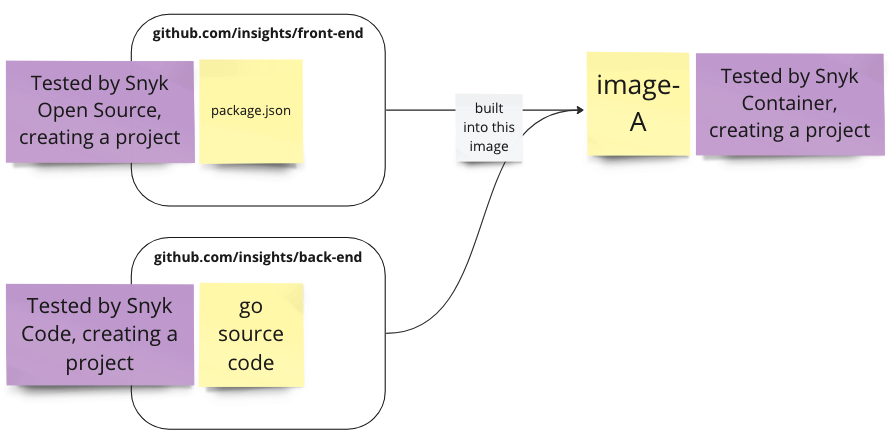 github.com/insights/front-end
Tested by Snyk
Open Source,
creating a project
package.json
built
into this
image
image-
A
Tested by Snyk
Container,
creating a project
github.com/insights/back-end
Tested by Snyk
Code, creating a
project
go
source
code